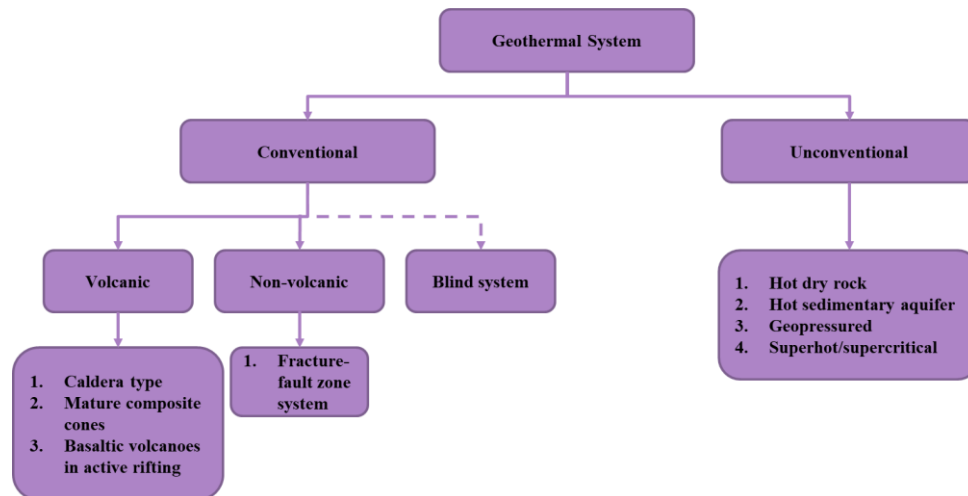 Geothermal System
Conventional
Unconventional
Volcanic
Non-volcanic
Blind system
1. Hot dry rock
2. Hot sedimentary aquifer
3. Geopressured
4. Superhot/supercritical
1. Caldera type
2. Mature composite
cones
3. Basaltic volcanoes
in active rifting
1. Fracture-
fault zone
system